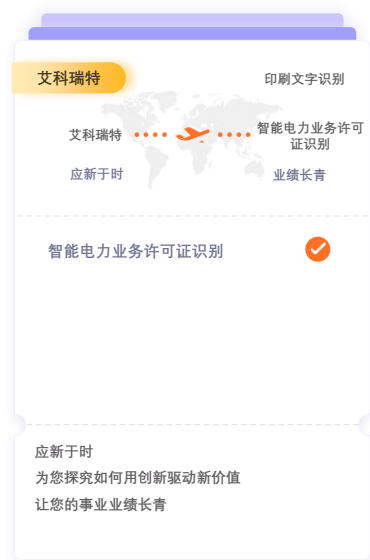 艾科瑞特
印刷文字识别
艾科瑞特
智能电力业务许可
证识别
应新于时
业绩长青
智能电力业务许可证识别
应新于时
为您探究如何用创新驱动新价值
让您的事业业绩长青